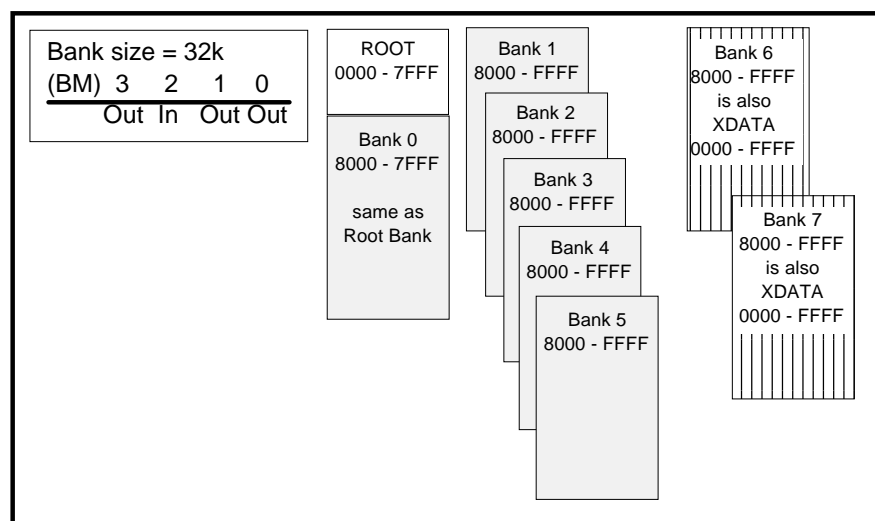 Bank size = 32k
(BM) 3 2 1 0
Out In Out Out
ROOT
0000 - 7FFF
Bank 0
8000 - 7FFF
same as
Root Bank
Bank 1
8000 - FFFF
Bank 2
8000 - FFFF
Bank 3
8000 - FFFF
Bank 4
8000 - FFFF
Bank 5
8000 - FFFF
Bank 6
8000 - FFFF
is also
XDATA
0000 - FFFF
Bank 7
8000 - FFFF
is also
XDATA
0000 - FFFF